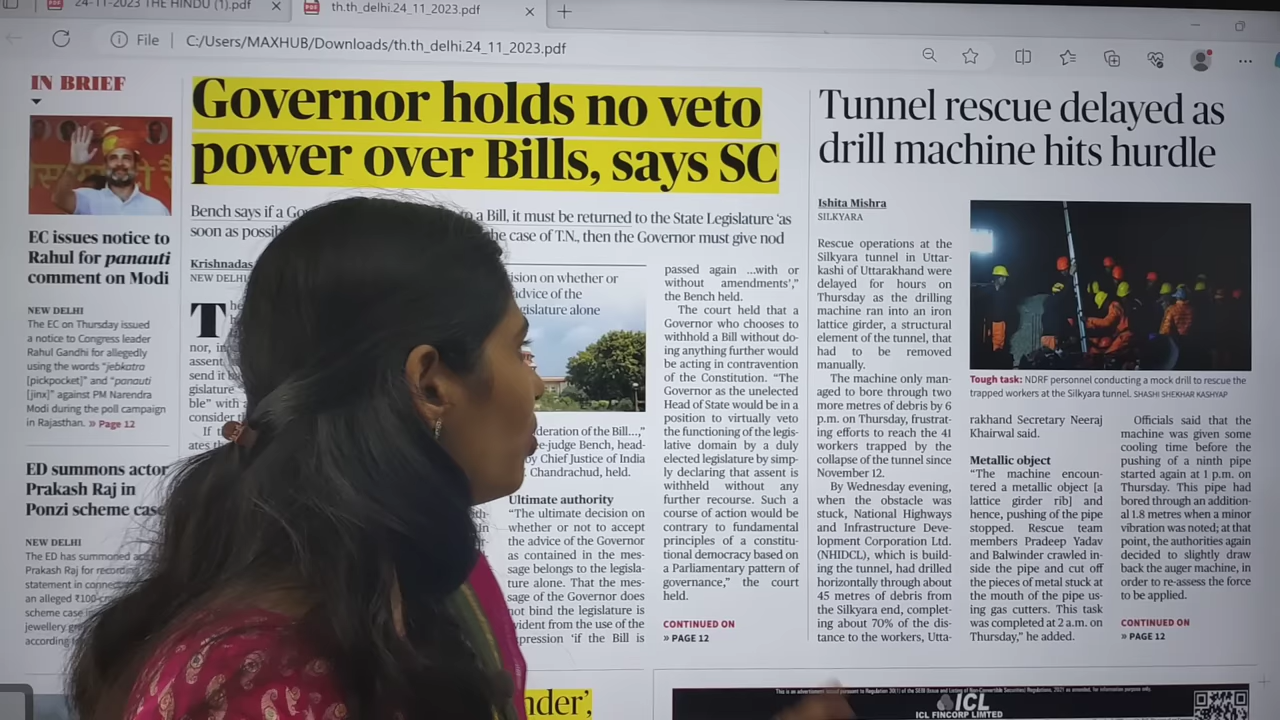 24-11-2023 THE HINDU (1).pdf
th.th_delhi.24_11_2023.pdf
File
C:/Users/MAXHUB/Downloads/th.th_delhi.24_11_2023.pdf
IN BRIEF
EC issues notice to
Rahul for panauti
comment on Modi
NEW DELHI
The EC on Thursday issued
a notice to Congress leader
Rahul Gandhi for allegedly
using the words “jebkatra
[pickpocket]” and “panauti
[jinx]” against PM Narendra
Modi during the poll campaign
in Rajasthan. » Page 12
ED summons actor
Prakash Raj in
Ponzi scheme case
NEW DELHI
The ED has summoned
Prakash Raj for recording
statement in
an alleged ₹100-
scheme case
jewellery
according
Governor holds no veto
power over Bills, says SC
Bench says if a to a Bill, it must be returned to the State Legislature ‘as
soon as the case of T.N., then the Governor must give nod
Krishnadas
NEW DELHI
The
nor,
assent
send it
gislature
ble” with
consider
If
ision on whether or
advice of the
gislature alone
deration of the Bill...,”
e-judge Bench, head-
by Chief Justice of India
Chandrachud, held.
Ultimate authority
“The ultimate decision on
whether or not to accept
the advice of the Governor
as contained in the mes-
sage belongs to the legisla-
ture alone. That the mes-
sage of the Governor does
not bind the legislature is
evident from the use of the
expression ‘if the Bill is
passed again ...with or
without amendments’,”
the Bench held.
The court held that a
Governor who chooses to
withhold a Bill without do-
ing anything further would
be acting in contravention
of the Constitution. “The
Governor as the unelected
Head of State would be in a
position to virtually veto
the functioning of the legis-
lative domain by a duly
elected legislature by simp-
ly declaring that assent is
withheld without any
further recourse. Such a
course of action would be
contrary to fundamental
principles of a constitu-
tional democracy based on
a Parliamentary pattern of
governance,” the court
held.
CONTINUED ON
» PAGE 12
Tunnel rescue delayed as
drill machine hits hurdle
Ishita Mishra
SILKYARA
Rescue operations at the
Silkyara tunnel in Uttar-
kashi of Uttarakhand were
delayed for hours on
Thursday as the drilling
machine ran into an iron
lattice girder, a structural
element of the tunnel, that
had to be removed
manually.
The machine only man-
aged to bore through two
more metres of debris by 6
p.m. on Thursday, frustrat-
ing efforts to reach the 41
workers trapped by the
collapse of the tunnel since
November 12.
By Wednesday evening,
when the obstacle was
stuck, National Highways
and Infrastructure Deve-
lopment Corporation Ltd.
(NHIDCL), which is build-
ing the tunnel, had drilled
horizontally through about
45 metres of debris from
the Silkyara end, complet-
ing about 70% of the dis-
tance to the workers, Utta-
Tough task: NDRF personnel conducting a mock drill to rescue the
trapped workers at the Silkyara tunnel. SHASHI SHEKHAR KASHYAP
rakhand Secretary Neeraj
Khairwal said.
Metallic object
“The machine encoun-
tered a metallic object [a
lattice girder rib] and
hence, pushing of the pipe
stopped. Rescue team
members Pradeep Yadav
and Balwinder crawled in-
side the pipe and cut off
the pieces of metal stuck at
the mouth of the pipe us-
ing gas cutters. This task
was completed at 2 a.m. on
Thursday,” he added.
Officials said that the
machine was given some
cooling time before the
pushing of a ninth pipe
started again at 1 p.m. on
Thursday. This pipe had
bored through an addition-
al 1.8 metres when a minor
vibration was noted; at that
point, the authorities again
decided to slightly draw
back the auger machine, in
order to re-assess the force
to be applied.
CONTINUED ON
» PAGE 12
nder’,
ICL
ICL FINCORP LIMITED